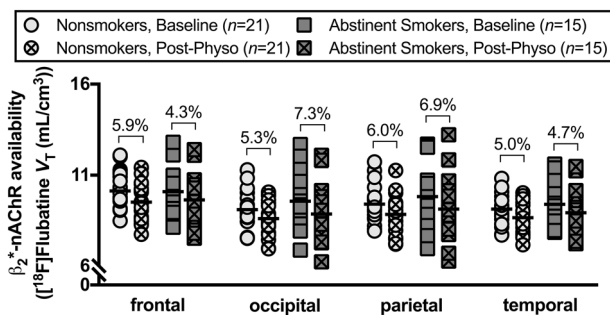 Nonsmokers, Baseline (n=21)
Abstinent Smokers, Baseline (n=15)
Nonsmokers, Post-Physo (n=21)
Abstinent Smokers, Post-Physo (n=15)
β₂*-nAChR availability
([¹⁸F]Flubatine V_T (mL/cm³))
16
11
6
0
5.9%
4.3%
5.3%
7.3%
6.0%
6.9%
5.0%
4.7%
frontal
occipital
parietal
temporal